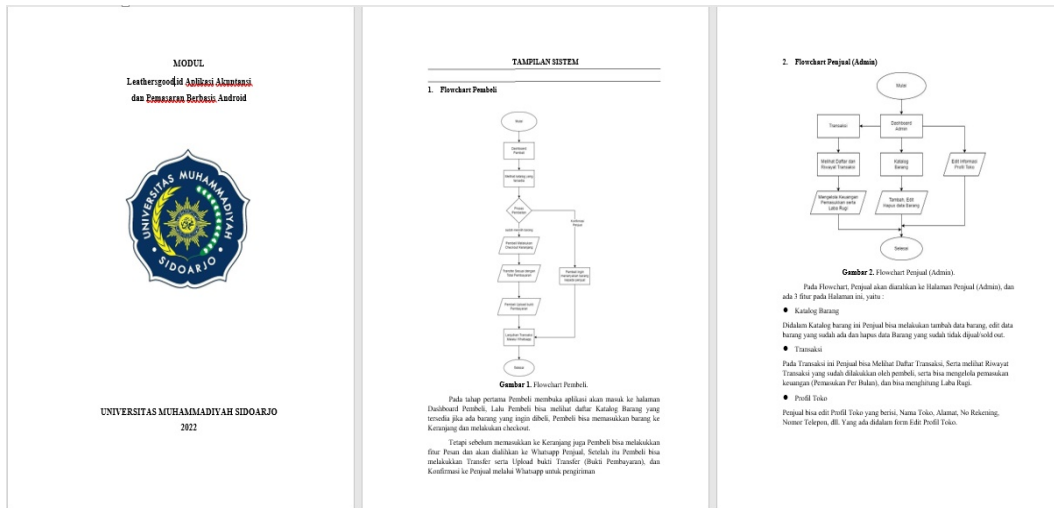 MODUL
Leathersgood.id Aplikasi Akuntansi
dan Pemasaran Berbasis Android
UNIVERSITAS MUHAMMADIYAH
SIDOARJO
UNIVERSITAS MUHAMMADIYAH SIDOARJO
2022
TAMPILAN SISTEM
1. Flowchart Pembeli
Mulai
Dashboard
Pembeli
Melihat katalog yang
tersedia
Proses
Pembelian
Pembeli Melakukan
Checkout Keranjang
Transfer Sesuai dengan
Total Pembayaran
Pembeli Upload bukti
Pembayaran
Lanjutkan Transaksi
Melalui Whatsapp
Selesai
Gambar 1. Flowchart Pembeli.
Pada tahap pertama Pembeli membuka aplikasi akan masuk ke halaman
Dashboard Pembeli, Lalu Pembeli bisa melihat daftar Katalog Barang yang
tersedia jika ada barang yang ingin dibeli, Pembeli bisa memasukkan barang ke
Keranjang dan melakukan checkout.
Tetapi sebelum memasukkan ke Keranjang juga Pembeli bisa melakukkan
fitur Pesan dan akan dialihkan ke Whatsapp Penjual, Setelah itu Pembeli bisa
melakukkan Transfer serta Upload bukti Transfer (Bukti Pembayaran), dan
Konfirmasi ke Penjual melalui Whatsapp untuk pengiriman
2. Flowchart Penjual (Admin)
Mulai
Transaksi
Dashboard
Admin
Melihat Daftar dan
Riwayat Transaksi
Katalog
Barang
Edit Informasi
Profil Toko
Mengelola Keuangan
Pemasukan serta
Laba Rugi
Tambah, Edit
Hapus data Barang
Selesai
Gambar 2. Flowchart Penjual (Admin).
Pada Flowchart, Penjual akan diarahkan ke Halaman Penjual (Admin), dan
ada 3 fitur pada Halaman ini, yaitu :
● Katalog Barang
Didalam Katalog barang ini Penjual bisa melakukan tambah data barang, edit data
barang yang sudah ada dan hapus data Barang yang sudah tidak dijual/sold out.
● Transaksi
Pada Transaksi ini Penjual bisa Melihat Daftar Transaksi, Serta melihat Riwayat
Transaksi yang sudah dilakukkan oleh pembeli, serta bisa mengelola pemasukan
keuangan (Pemasukan Per Bulan), dan bisa menghitung Laba Rugi.
● Profil Toko
Penjual bisa edit Profil Toko yang berisi, Nama Toko, Alamat, No Rekening,
Nomer Telepon, dll. Yang ada didalam form Edit Profil Toko.